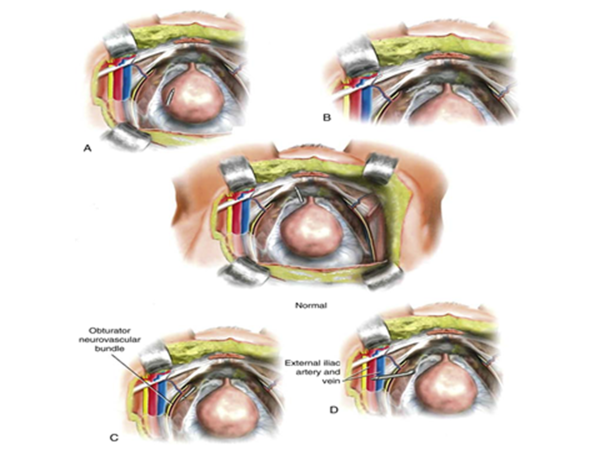 A
B
Normal
Obturator
neurovascular
bundle
External iliac
artery and
vein
C
D